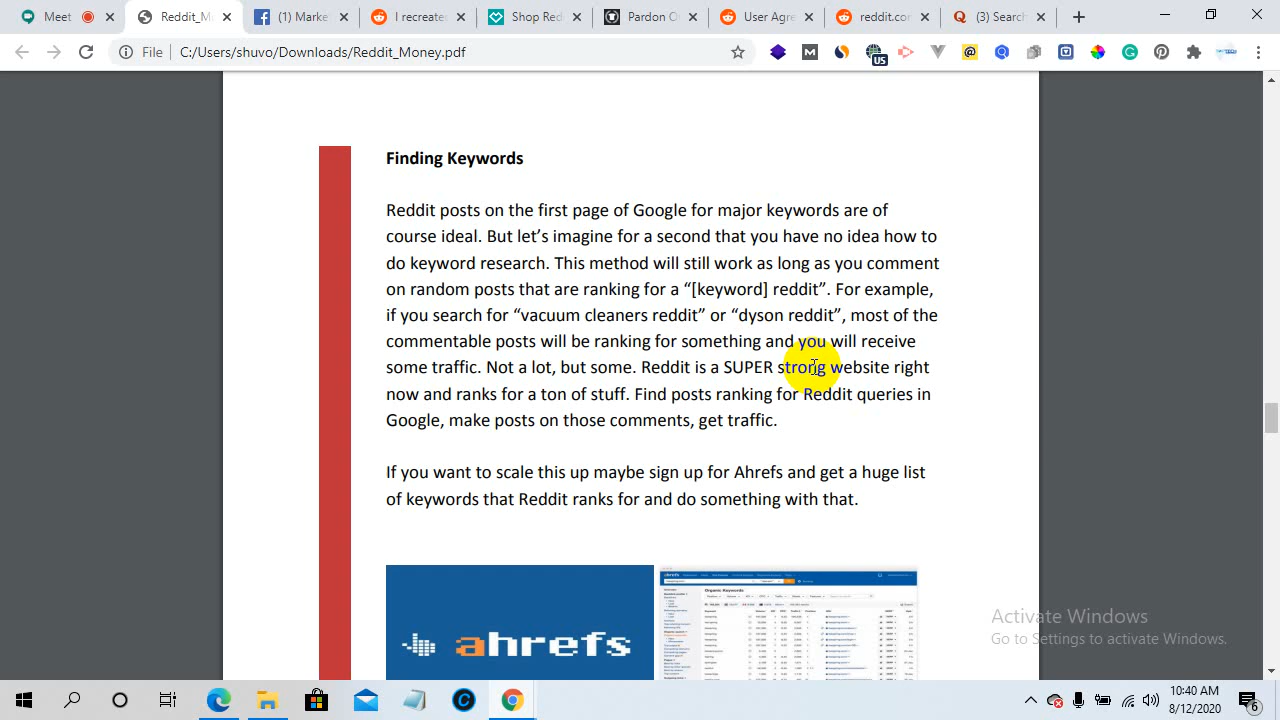 Meet
Reddit_M
(1) Marke
I recreate
Shop Red
Pardon O
User Agre
reddit.cor
(3) Search
File
C:/Users/shuvo/Downloads/Reddit_Money.pdf
US
Finding Keywords
Reddit posts on the first page of Google for major keywords are of
course ideal. But let’s imagine for a second that you have no idea how to
do keyword research. This method will still work as long as you comment
on random posts that are ranking for a “[keyword] reddit”. For example,
if you search for “vacuum cleaners reddit” or “dyson reddit”, most of the
commentable posts will be ranking for something and you will receive
some traffic. Not a lot, but some. Reddit is a SUPER strong website right
now and ranks for a ton of stuff. Find posts ranking for Reddit queries in
Google, make posts on those comments, get traffic.
If you want to scale this up maybe sign up for Ahrefs and get a huge list
of keywords that Reddit ranks for and do something with that.
ahrefs
Organic Keywords
Activate Windows
Go to Settings to activate Windows.
10:40 AM
8/12/2020
6